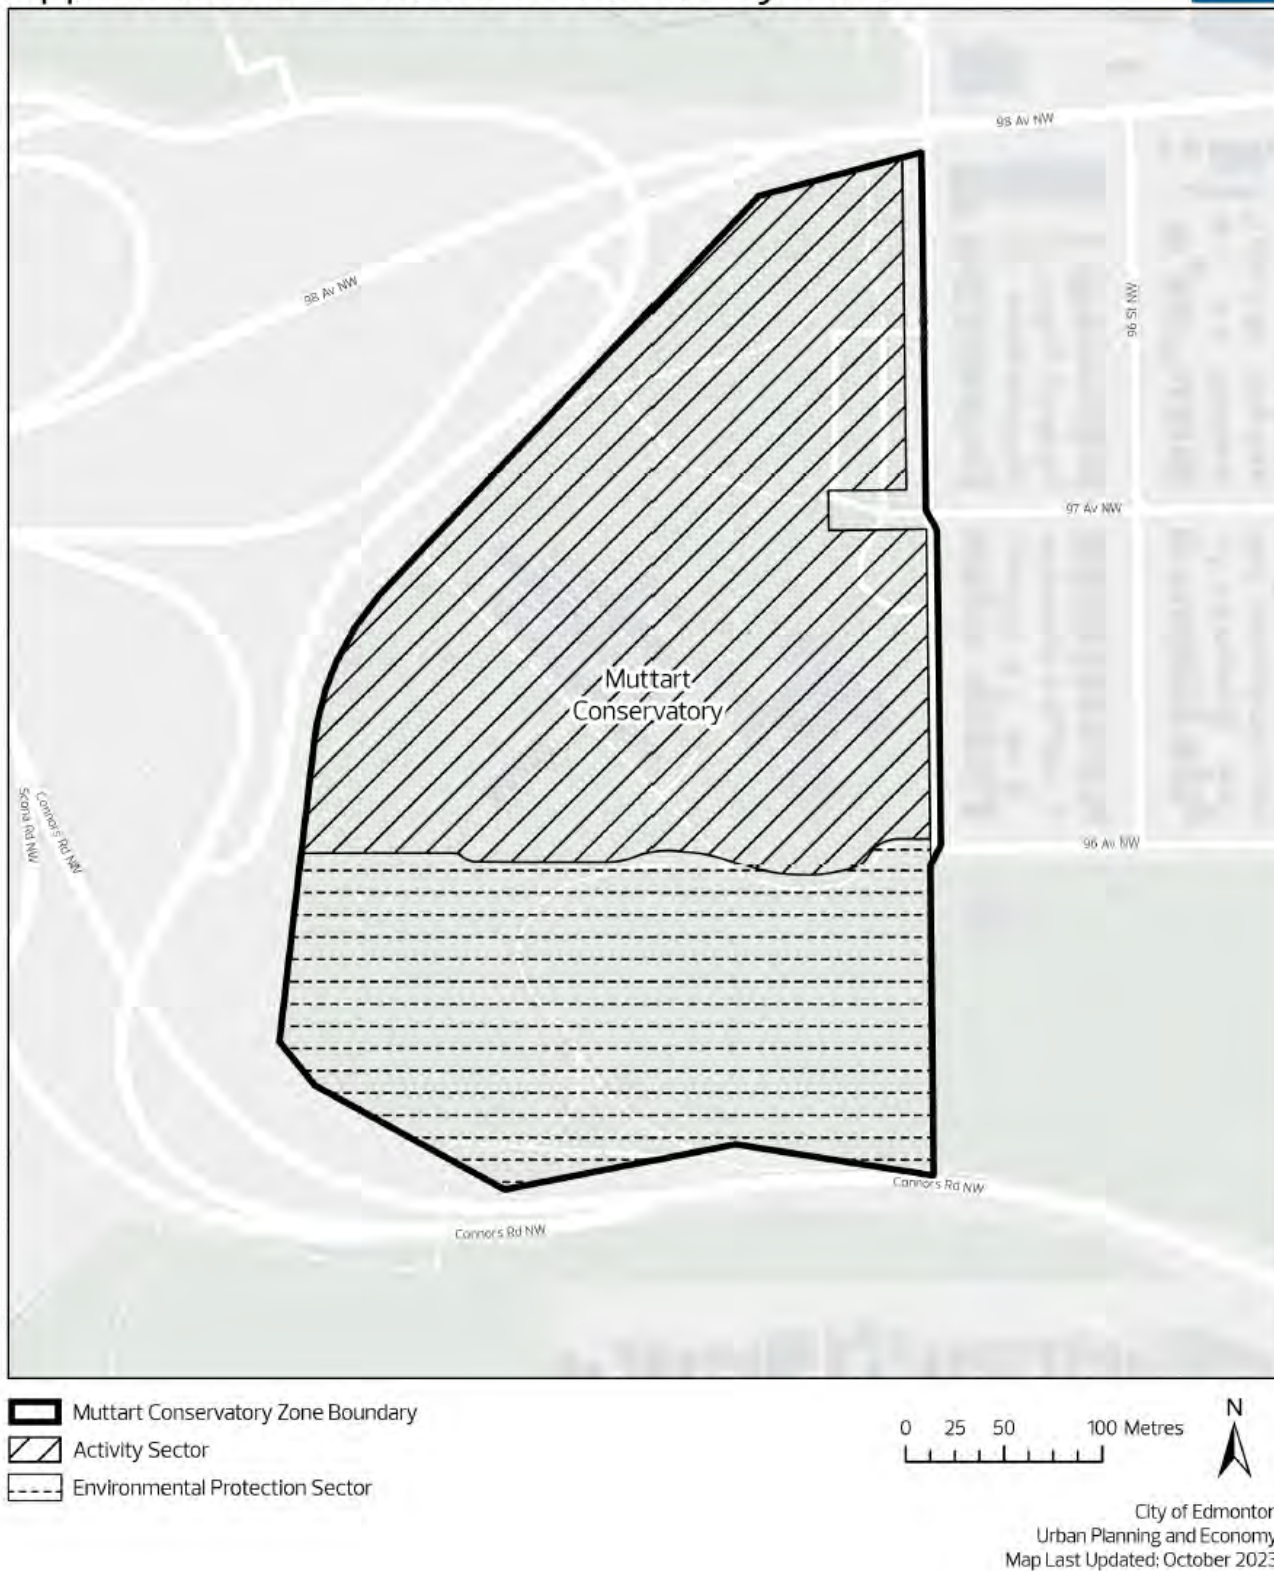 98 Av NW
98 Av NW
96 St NW
97 Av NW
Muttart
Conservatory
Scona Rd NW
Connors Rd NW
96 Av NW
Connors Rd NW
Connors Rd NW
Muttart Conservatory Zone Boundary
Activity Sector
Environmental Protection Sector
0 25 50 100 Metres
N
City of Edmonton
Urban Planning and Economy
Map Last Updated: October 2023